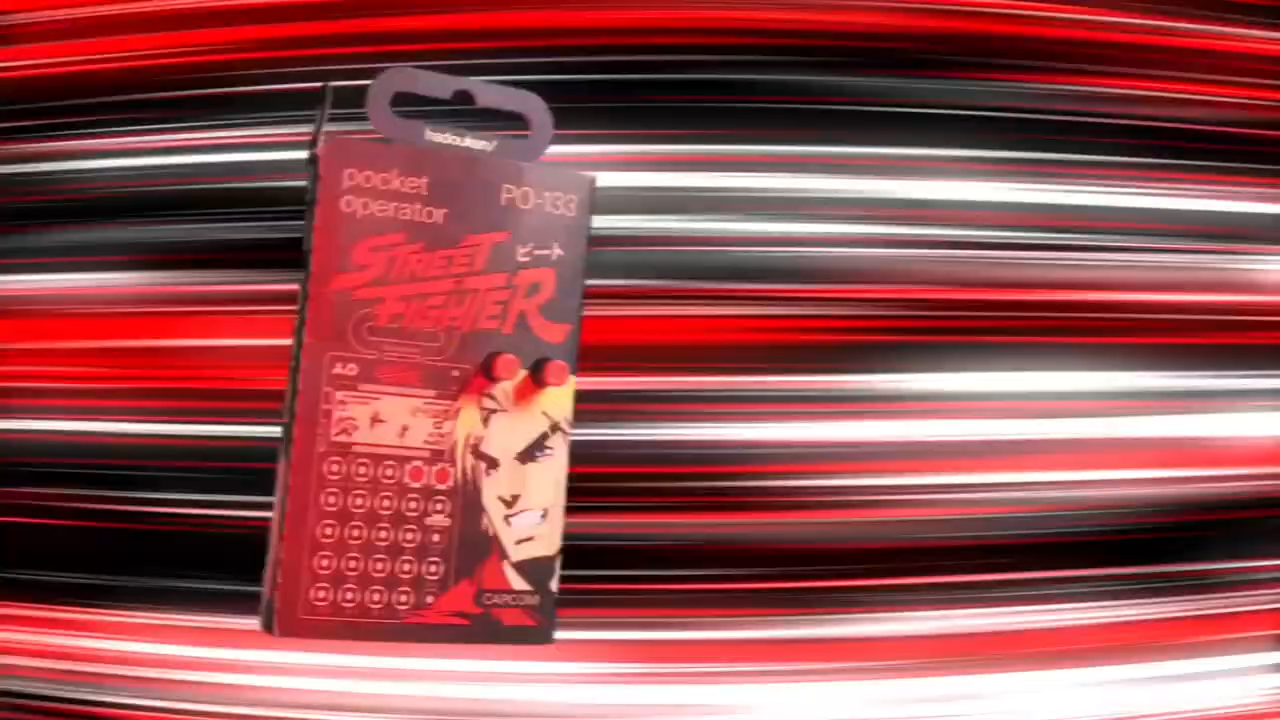 hadouken!
pocket
operator
PO-133
ビート
STREET
FIGHTER
CAPCOM